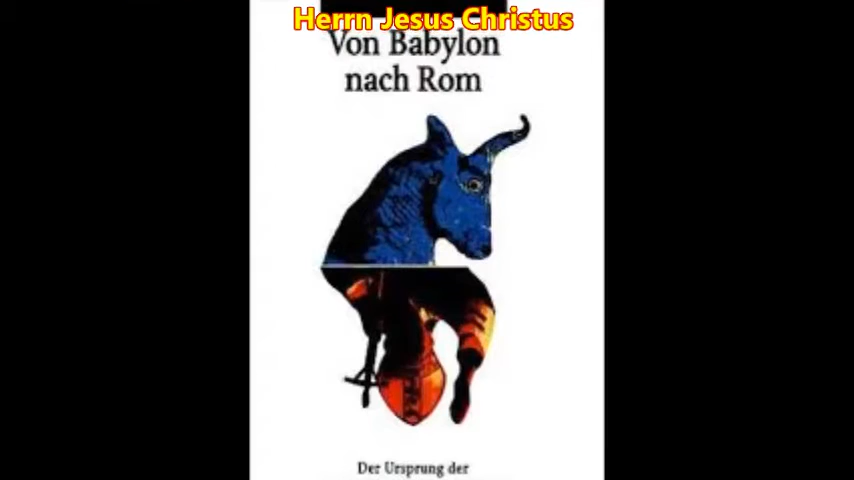 Herrn Jesus Christus
Von Babylon
nach Rom
Der Ursprung der